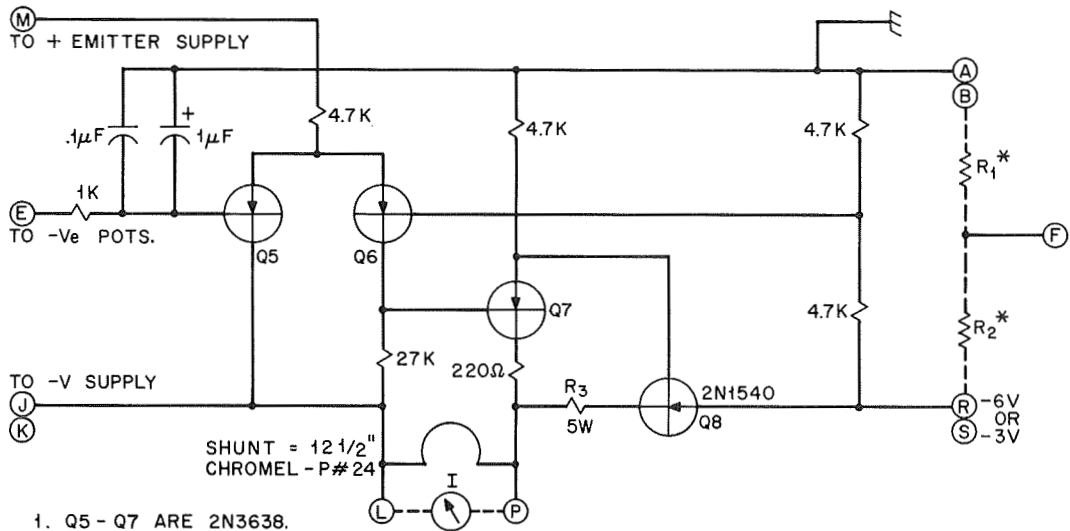 M
TO + EMITTER SUPPLY
A
B
4.7K
4.7K
4.7K
.1µF
+
1µF
R1*
1K
E
TO -Ve POTS.
F
Q5
Q6
Q7
4.7K
R2*
27K
220Ω
TO -V SUPPLY
J
K
R3
5W
2N1540
Q8
R
S
-6V
OR
-3V
SHUNT = 12 1/2"
CHROMEL - P#24
I
L
P
1. Q5 - Q7 ARE 2N3638.